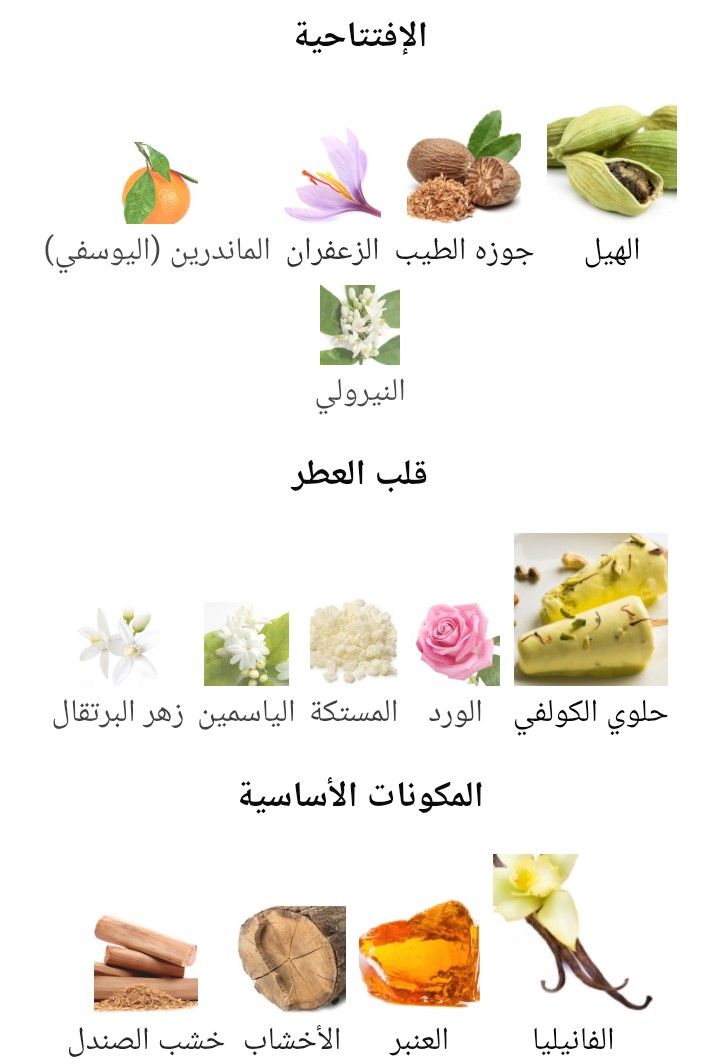 الإفتتاحية
الهيل جوزه الطيب الزعفران الماندرين (اليوسفي)
النيرولي
قلب العطر
حلوي الكولفي الورد المستكة الياسمين زهر البرتقال
المكونات الأساسية
الفانيليا العنبر الأخشاب خشب الصندل